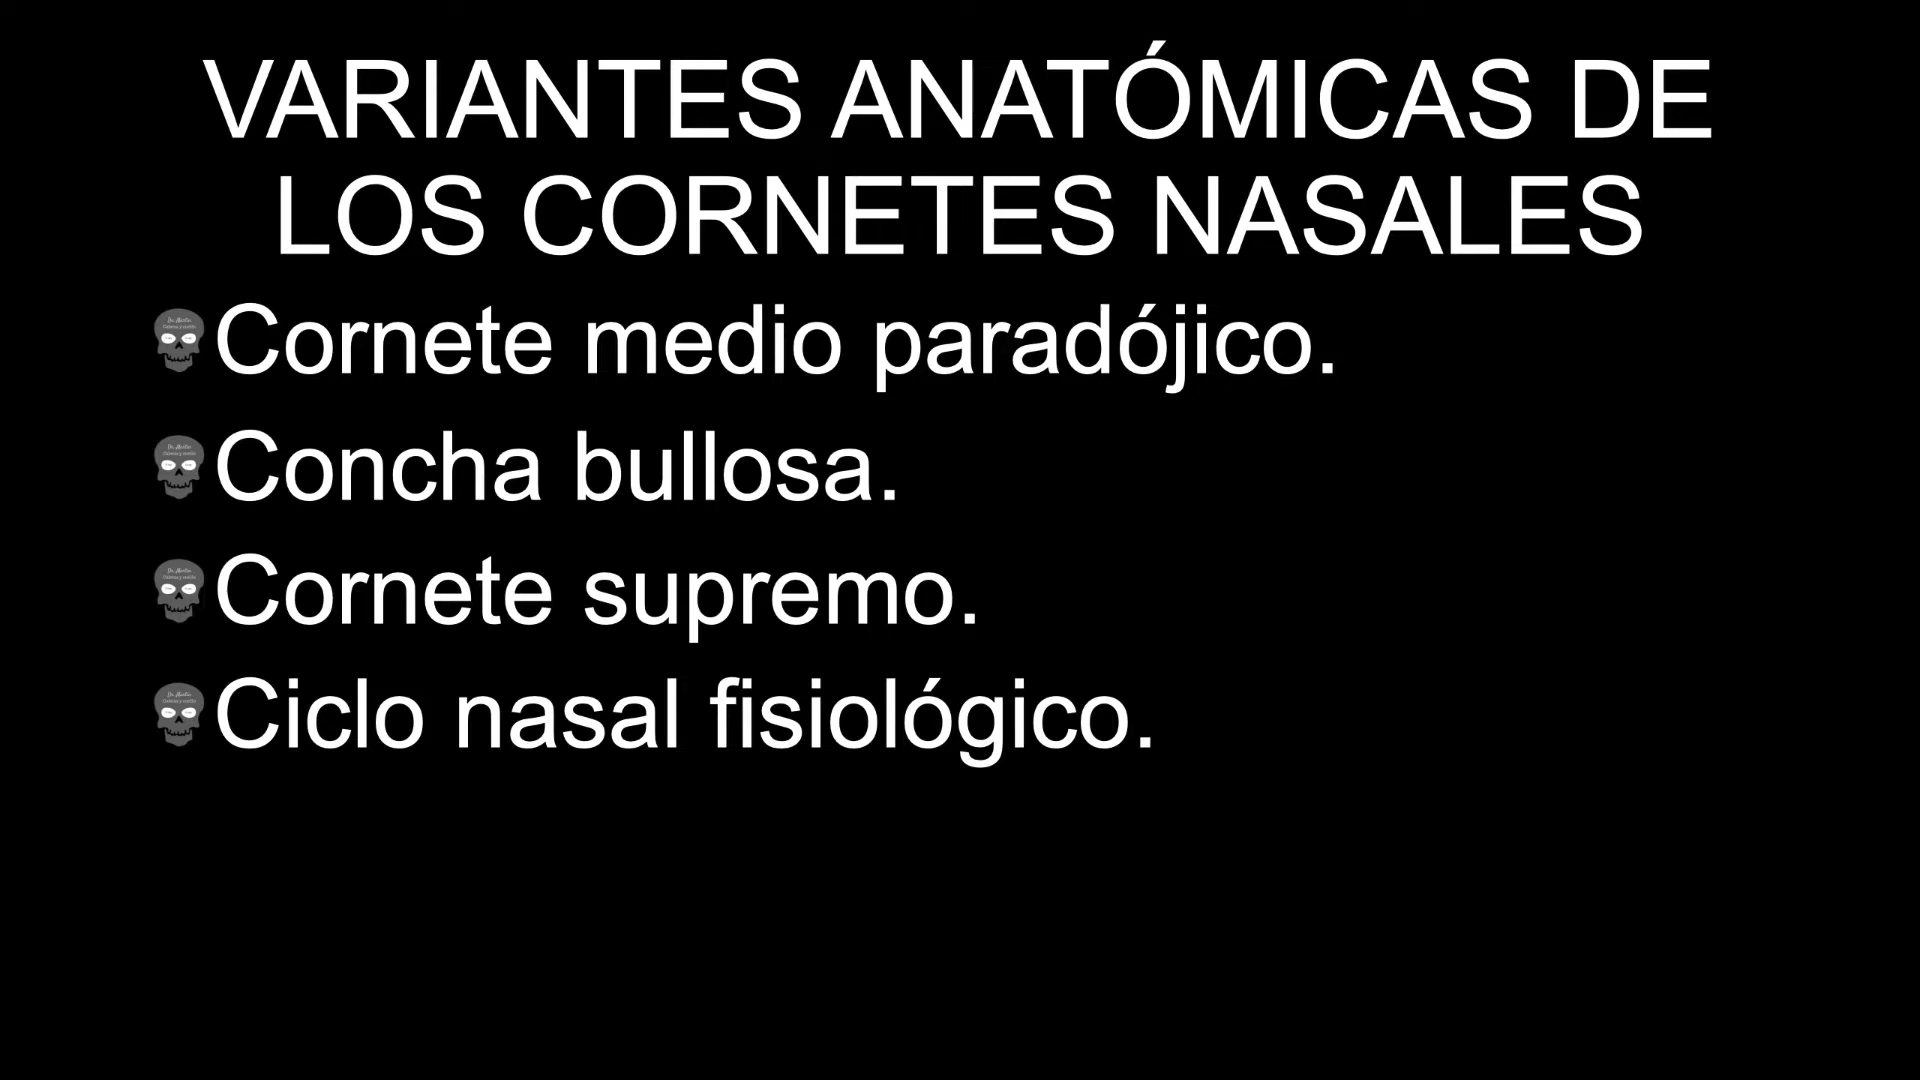 VARIANTES ANATÓMICAS DE
LOS CORNETES NASALES
Cornete medio paradójico.
Concha bullosa.
Cornete supremo.
Ciclo nasal fisiológico.